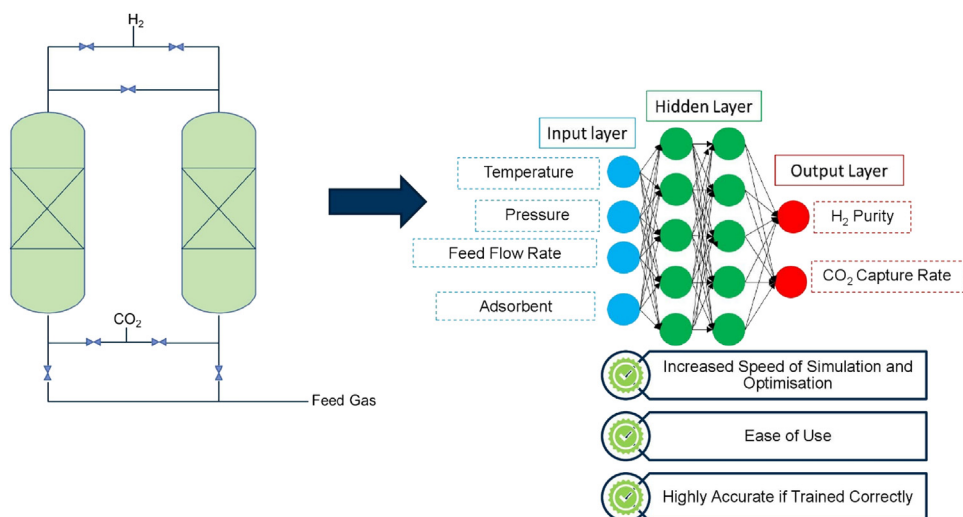 H₂
CO₂
Feed Gas
Input layer
Hidden Layer
Output Layer
Temperature
Pressure
Feed Flow Rate
Adsorbent
H₂ Purity
CO₂ Capture Rate
Increased Speed of Simulation and
Optimisation
Ease of Use
Highly Accurate if Trained Correctly